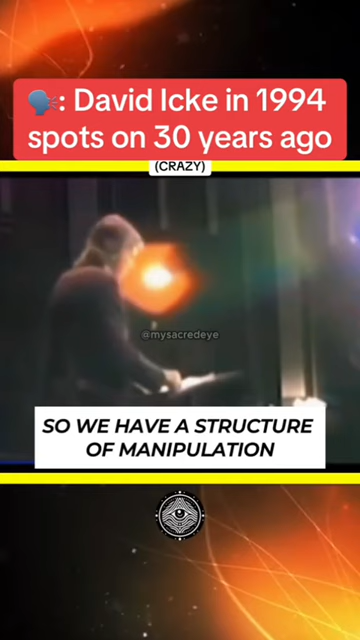 🗣️: David Icke in 1994
spots on 30 years ago
(CRAZY)
@mysacredeye
SO WE HAVE A STRUCTURE
OF MANIPULATION